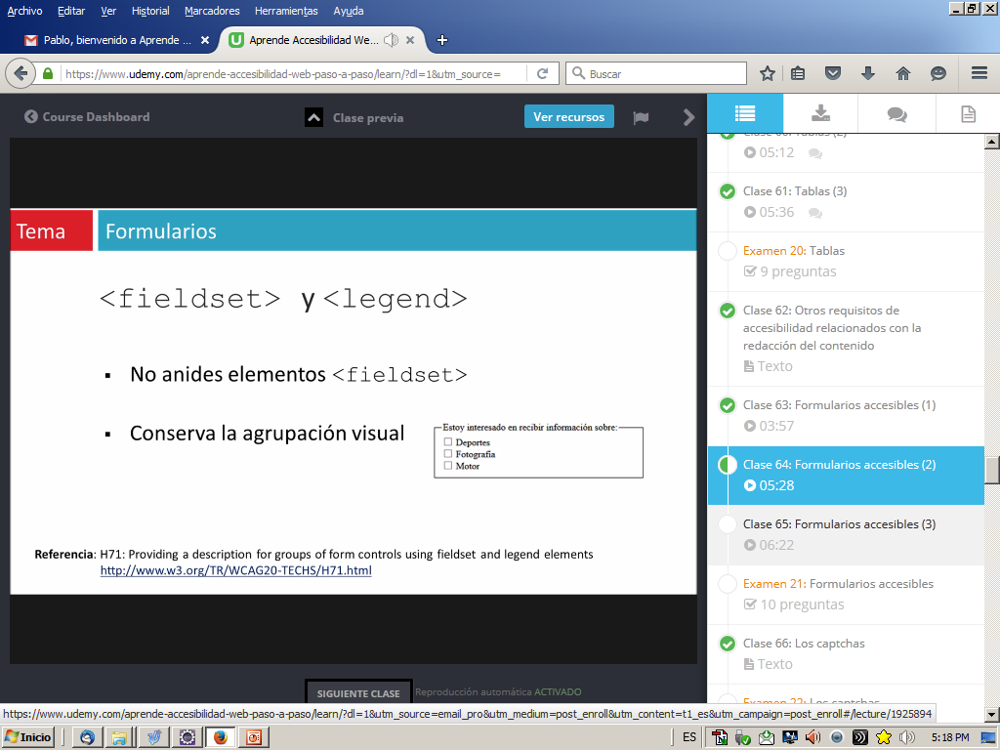 Archivo Editar Ver Historial Marcadores Herramientas Ayuda
Pablo, bienvenido a Aprende ...
Aprende Accesibilidad We...
https://www.udemy.com/aprende-accesibilidad-web-paso-a-paso/learn/?dl=1&utm_source=
Buscar
Course Dashboard
Clase previa
Ver recursos
Tema
Formularios
<fieldset> y <legend>
▪ No anides elementos <fieldset>
▪ Conserva la agrupación visual
Estoy interesado en recibir información sobre:
Deportes
Fotografía
Motor
Referencia: H71: Providing a description for groups of form controls using fieldset and legend elements
http://www.w3.org/TR/WCAG20-TECHS/H71.html
SIGUIENTE CLASE
Reproducción automática ACTIVADO
Clase 60: Tablas (2)
05:12
Clase 61: Tablas (3)
05:36
Examen 20: Tablas
9 preguntas
Clase 62: Otros requisitos de
accesibilidad relacionados con la
redacción del contenido
Texto
Clase 63: Formularios accesibles (1)
03:57
Clase 64: Formularios accesibles (2)
05:28
Clase 65: Formularios accesibles (3)
06:22
Examen 21: Formularios accesibles
10 preguntas
Clase 66: Los captchas
Texto
Examen 22: Los captchas
https://www.udemy.com/aprende-accesibilidad-web-paso-a-paso/learn/?dl=1&utm_source=email_pro&utm_medium=post_enroll&utm_content=t1_es&utm_campaign=post_enroll#/lecture/1925894
Inicio
ES
5:18 PM